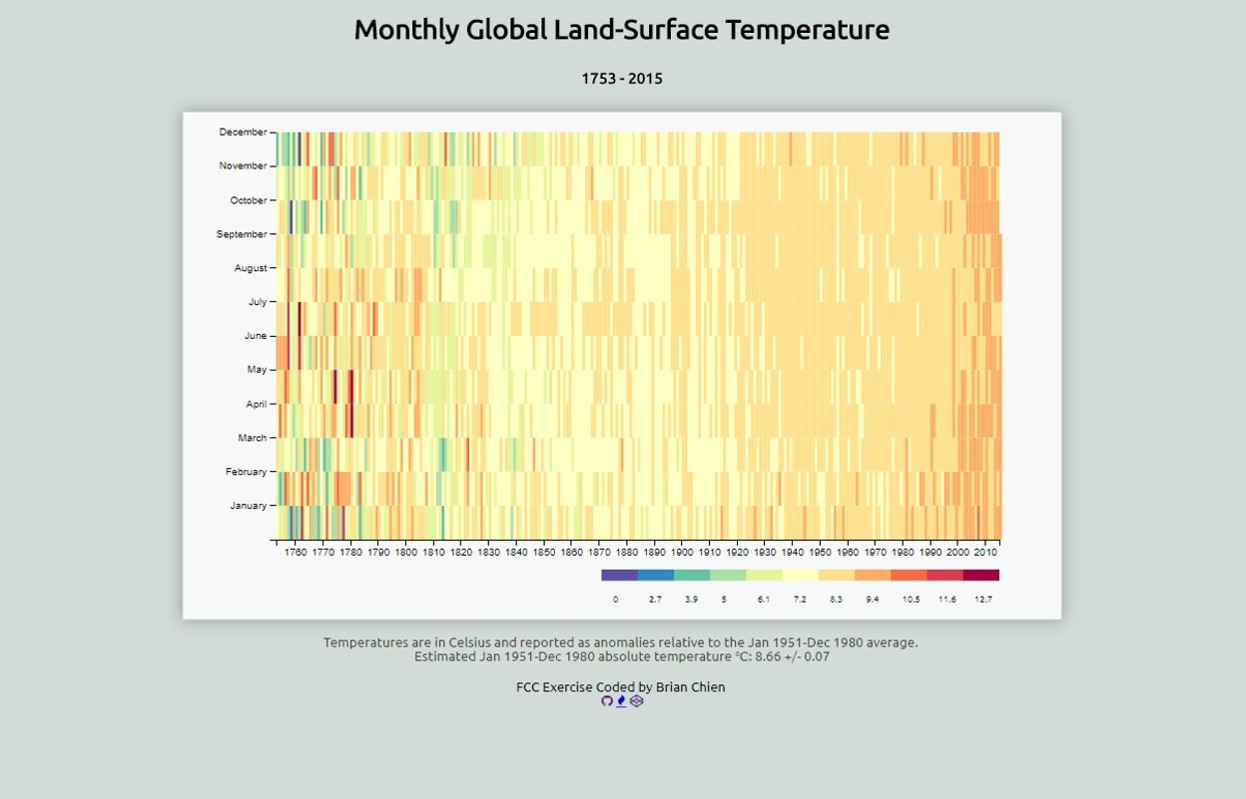 Monthly Global Land-Surface Temperature
1753 - 2015
December
November
October
September
August
July
June
May
April
March
February
January
1760 1770 1780 1790 1800 1810 1820 1830 1840 1850 1860 1870 1880 1890 1900 1910 1920 1930 1940 1950 1960 1970 1980 1990 2000 2010
0 2.7 3.9 5 6.1 7.2 8.3 9.4 10.5 11.6 12.7
Temperatures are in Celsius and reported as anomalies relative to the Jan 1951-Dec 1980 average.
Estimated Jan 1951-Dec 1980 absolute temperature °C: 8.66 +/- 0.07
FCC Exercise Coded by Brian Chien